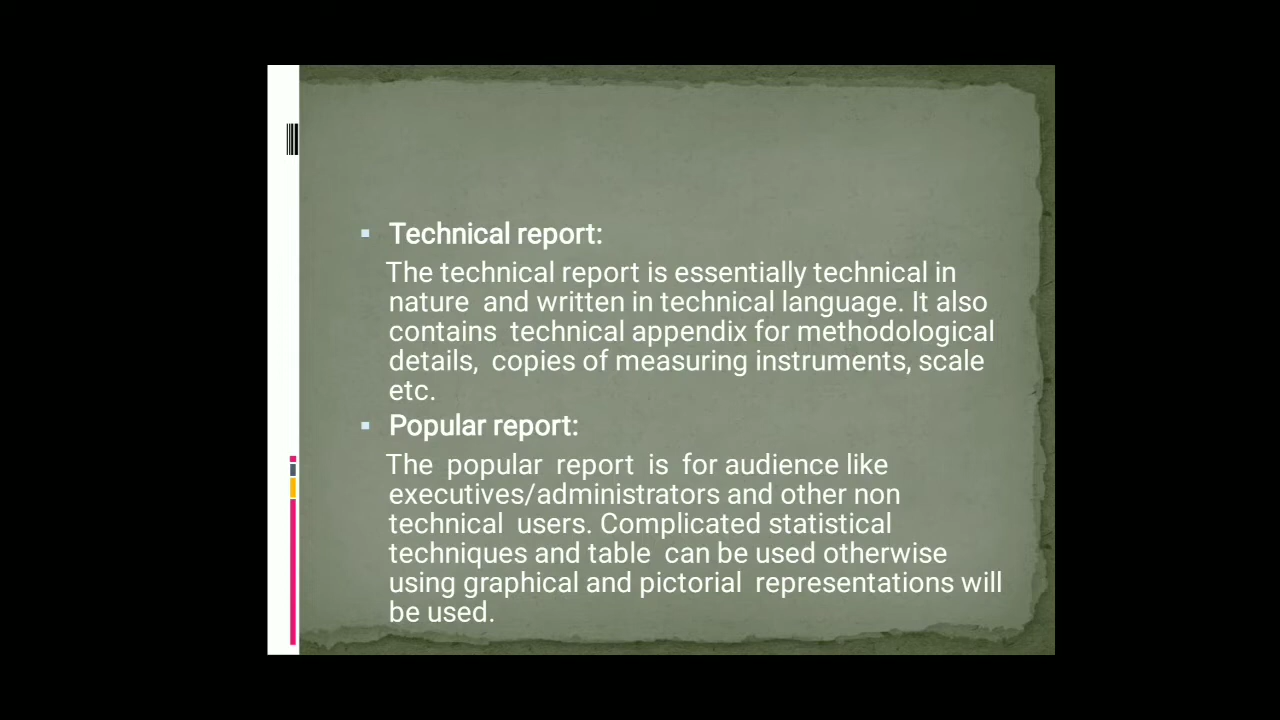 Technical report:
The technical report is essentially technical in
nature and written in technical language. It also
contains technical appendix for methodological
details, copies of measuring instruments, scale
etc.
Popular report:
The popular report is for audience like
executives/administrators and other non
technical users. Complicated statistical
techniques and table can be used otherwise
using graphical and pictorial representations will
be used.